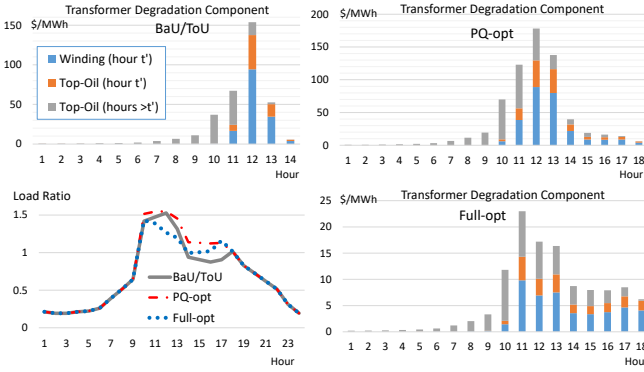 $/MWh
Transformer Degradation Component
BaU/ToU
150
100
50
0
Winding (hour t')
Top-Oil (hour t')
Top-Oil (hours >t')
1 2 3 4 5 6 7 8 9 10 11 12 13 14
Hour
$/MWh
Transformer Degradation Component
PQ-opt
200
150
100
50
0
1 2 3 4 5 6 7 8 9 10 11 12 13 14 15 16 17 18
Hour
Load Ratio
1.5
1
0.5
0
BaU/ToU
PQ-opt
Full-opt
1 3 5 7 9 11 13 15 17 19 21 23
Hour
$/MWh
Transformer Degradation Component
Full-opt
25
20
15
10
5
0
1 2 3 4 5 6 7 8 9 10 11 12 13 14 15 16 17 18
Hour